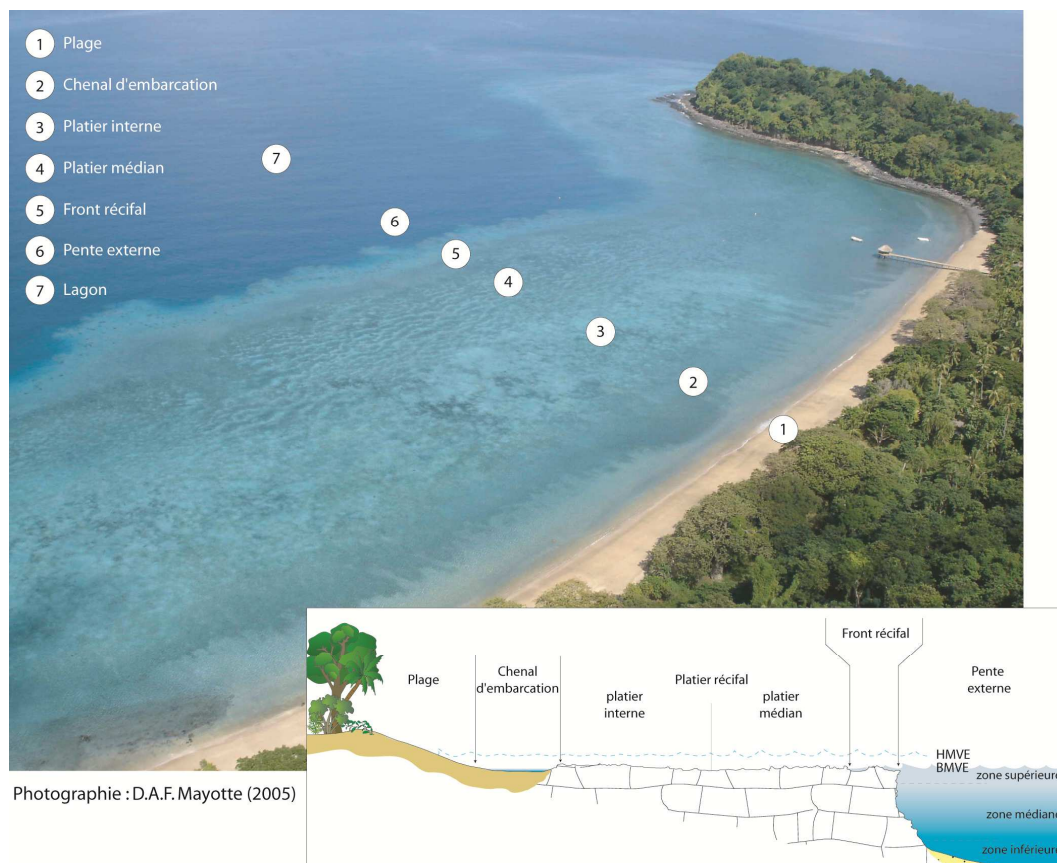 1 Plage
2 Chenal d'embarcation
3 Platier interne
4 Platier médian
5 Front récifal
6 Pente externe
7 Lagon
7
6
5
4
3
2
1
Front récifal
Plage
Chenal
d'embarcation
Platier récifal
platier
interne
platier
médian
Pente
externe
HMVE
BMVE
zone supérieure
zone médiane
zone inférieure
Photographie : D.A.F. Mayotte (2005)